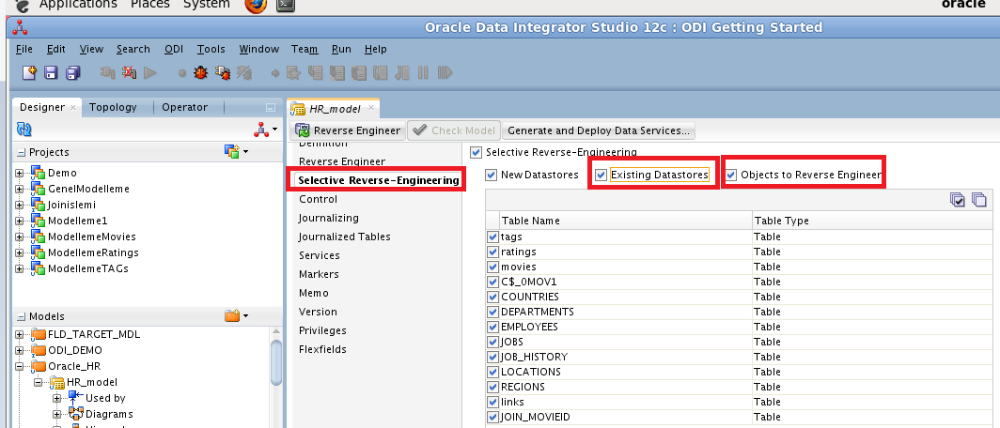 Applications Places System oracle
Oracle Data Integrator Studio 12c : ODI Getting Started
File Edit View Search ODI Tools Window Team Run Help
Designer Topology Operator
HR_model
Reverse Engineer Check Model Generate and Deploy Data Services...
Projects
Demo
GenelModelleme
Joinislemi
Modelleme1
ModellemeMovies
ModellemeRatings
ModellemeTAGs
Models
FLD_TARGET_MDL
ODI_DEMO
Oracle_HR
HR_model
Used by
Diagrams
Definition
Reverse Engineer
Selective Reverse-Engineering
Control
Journalizing
Journalized Tables
Services
Markers
Memo
Version
Privileges
Flexfields
Selective Reverse-Engineering
New Datastores Existing Datastores Objects to Reverse Engineer
Table Name Table Type
tags Table
ratings Table
movies Table
C$_0MOV1 Table
COUNTRIES Table
DEPARTMENTS Table
EMPLOYEES Table
JOBS Table
JOB_HISTORY Table
LOCATIONS Table
REGIONS Table
links Table
JOIN_MOVIEID Table